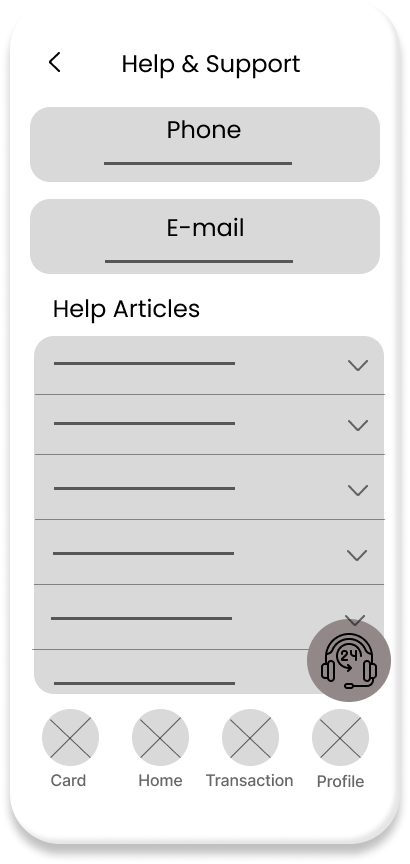 Help & Support
Phone
E-mail
Help Articles
24
Card
Home
Transaction
Profile